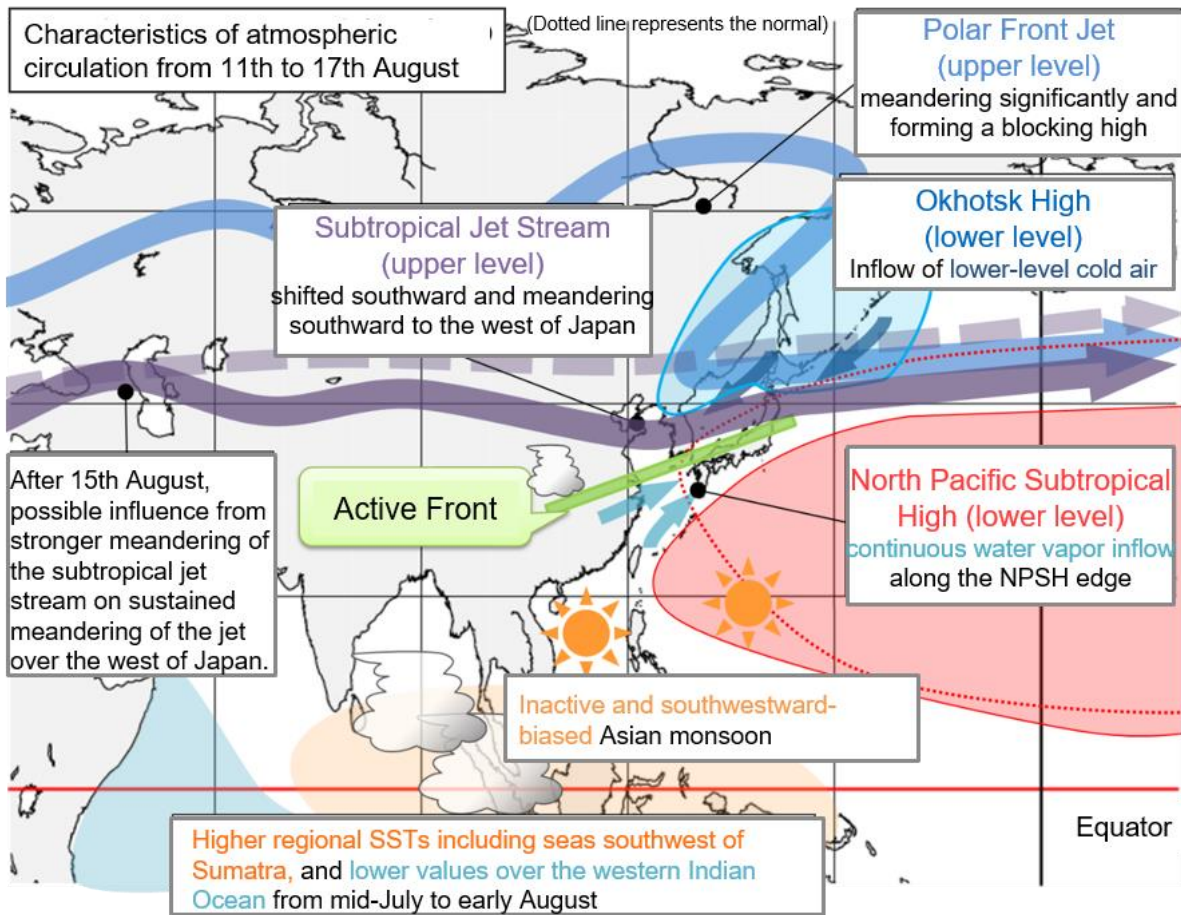 Characteristics of atmospheric
circulation from 11th to 17th August
(Dotted line represents the normal)
Polar Front Jet
(upper level)
meandering significantly and
forming a blocking high
Subtropical Jet Stream
(upper level)
shifted southward and meandering
southward to the west of Japan
Okhotsk High
(lower level)
Inflow of lower-level cold air
After 15th August,
possible influence from
stronger meandering of
the subtropical jet
stream on sustained
meandering of the jet
over the west of Japan.
Active Front
North Pacific Subtropical
High (lower level)
continuous water vapor inflow
along the NPSH edge
Inactive and southwestward-
biased Asian monsoon
Equator
Higher regional SSTs including seas southwest of
Sumatra, and lower values over the western Indian
Ocean from mid-July to early August